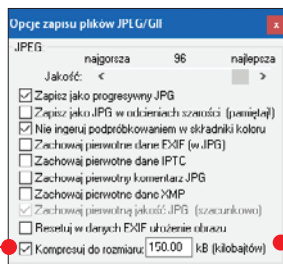 Opcje zapisu plików JPEG/GIF
x
JPEG:
najgorsza 96 najlepsza
Jakość: < >
Zapisz jako progresywny JPG
Zapisz jako JPG w odcieniach szarości (pamiętaj!)
Nie ingeruj podpróbkowaniem w składniki koloru
Zachowaj pierwotne dane EXIF (w JPG)
Zachowaj pierwotne dane IPTC
Zachowaj pierwotny komentarz JPG
Zachowaj pierwotne dane XMP
Zachowaj pierwotną jakość JPG (szacunkowo)
Resetuj w danych EXIF ułożenie obrazu
Kompresuj do rozmiaru: 150.00 kB (kilobajtów)